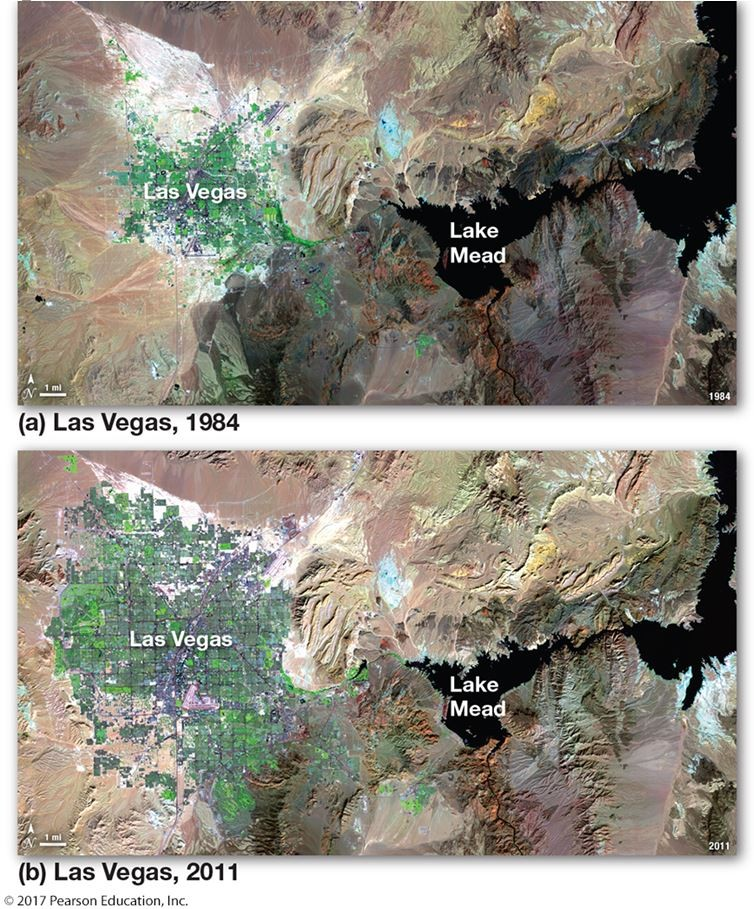 Las Vegas
Lake
Mead
N
1 mi
1984
(a) Las Vegas, 1984
Las Vegas
Lake
Mead
N
1 mi
2011
(b) Las Vegas, 2011
© 2017 Pearson Education, Inc.